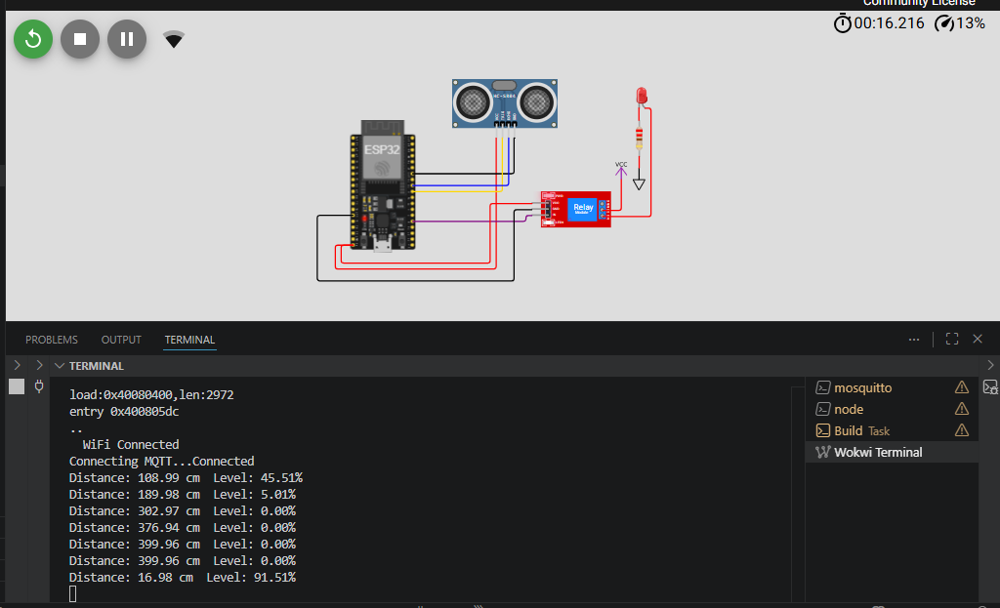 Community License
00:16.216 13%
HC-SR04
ESP32
VCC
Relay
Module
PROBLEMS OUTPUT TERMINAL
TERMINAL
load:0x40080400,len:2972
entry 0x400805dc
..
WiFi Connected
Connecting MQTT...Connected
Distance: 108.99 cm Level: 45.51%
Distance: 189.98 cm Level: 5.01%
Distance: 302.97 cm Level: 0.00%
Distance: 376.94 cm Level: 0.00%
Distance: 399.96 cm Level: 0.00%
Distance: 399.96 cm Level: 0.00%
Distance: 16.98 cm Level: 91.51%
mosquitto
node
Build Task
Wokwi Terminal